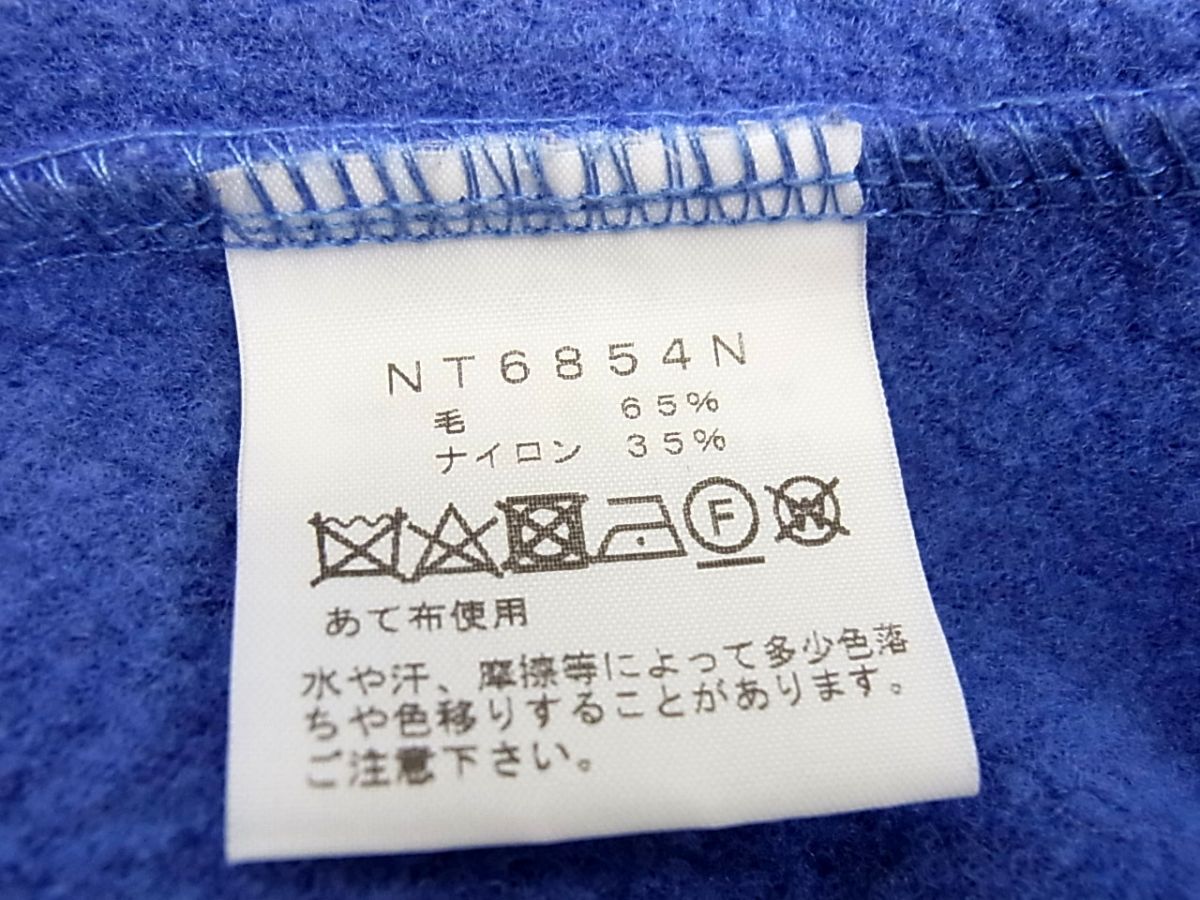 NT6854N
毛 65%
ナイロン 35%
F W
あて布使用
水や汗、摩擦等によって多少色落
ちや色移りすることがあります。
ご注意下さい。